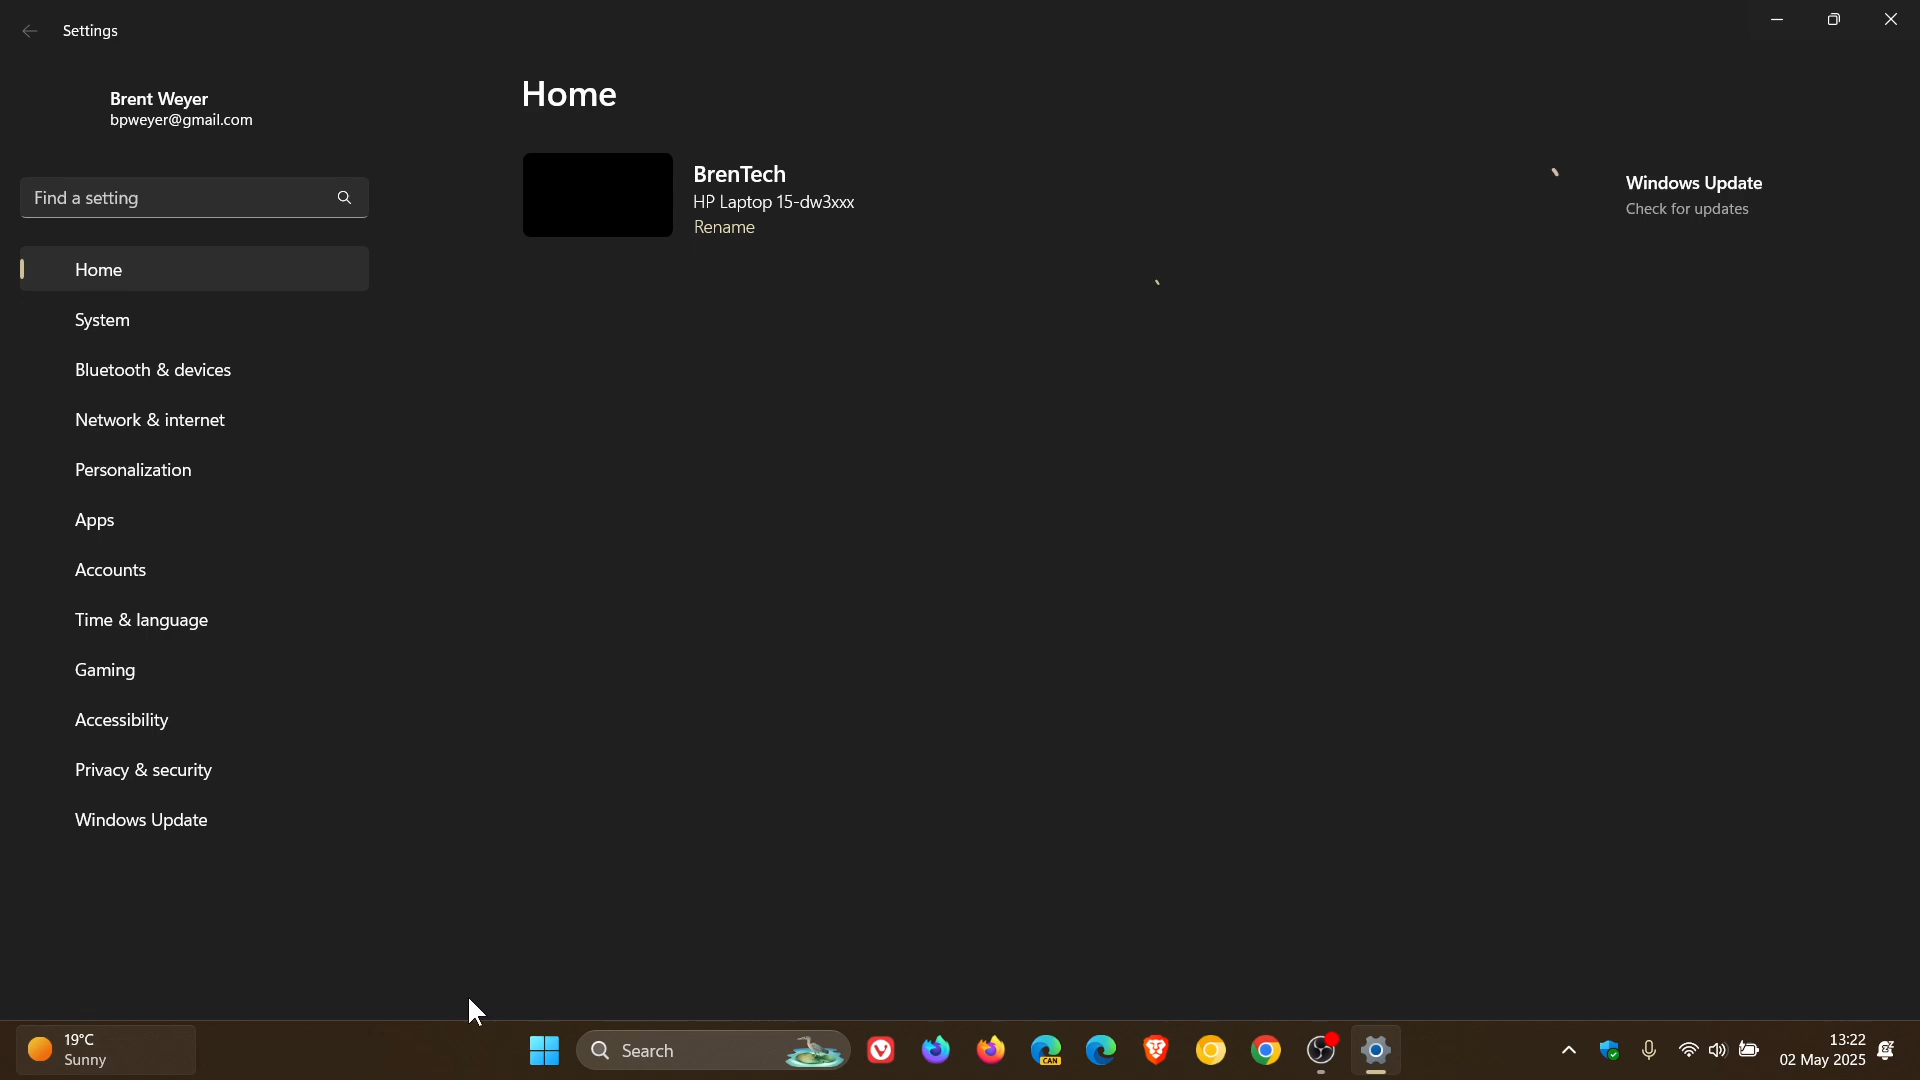 Settings
Brent Weyer
bpweyer@gmail.com
Find a setting
Home
System
Bluetooth & devices
Network & internet
Personalization
Apps
Accounts
Time & language
Gaming
Accessibility
Privacy & security
Windows Update
Home
BrenTech
HP Laptop 15-dw3xxx
Rename
Windows Update
Check for updates
19°C
Sunny
Search
CAN
13:22
02 May 2025